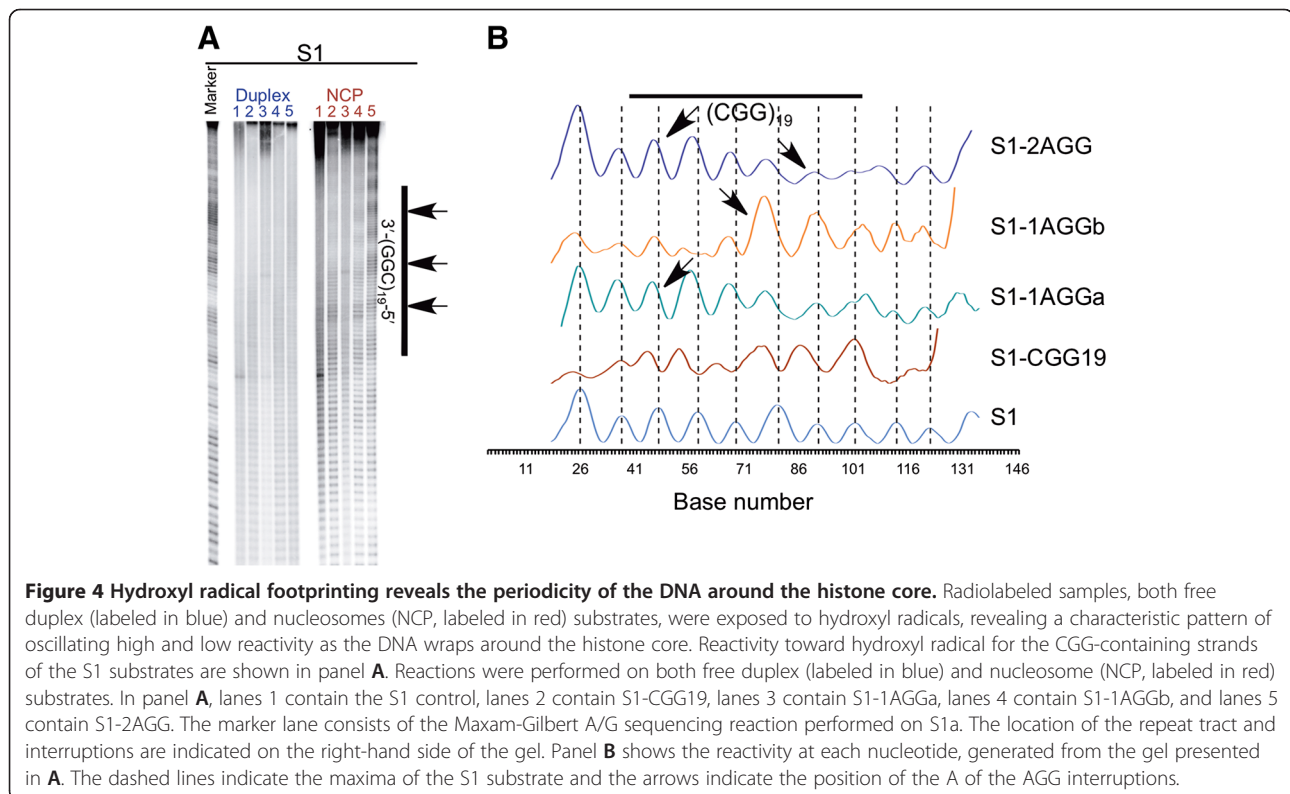 A
B
S1
Marker
Duplex
NCP
1 2 3 4 5
1 2 3 4 5
3'-(GGC)19-5'
(CGG)19
S1-2AGG
S1-1AGGb
S1-1AGGa
S1-CGG19
S1
11 26 41 56 71 86 101 116 131 146
Base number
Figure 4 Hydroxyl radical footprinting reveals the periodicity of the DNA around the histone core. Radiolabeled samples, both free
duplex (labeled in blue) and nucleosomes (NCP, labeled in red) substrates, were exposed to hydroxyl radicals, revealing a characteristic pattern of
oscillating high and low reactivity as the DNA wraps around the histone core. Reactivity toward hydroxyl radical for the CGG-containing strands
of the S1 substrates are shown in panel A. Reactions were performed on both free duplex (labeled in blue) and nucleosome (NCP, labeled in red)
substrates. In panel A, lanes 1 contain the S1 control, lanes 2 contain S1-CGG19, lanes 3 contain S1-1AGGa, lanes 4 contain S1-1AGGb, and lanes 5
contain S1-2AGG. The marker lane consists of the Maxam-Gilbert A/G sequencing reaction performed on S1a. The location of the repeat tract and
interruptions are indicated on the right-hand side of the gel. Panel B shows the reactivity at each nucleotide, generated from the gel presented
in A. The dashed lines indicate the maxima of the S1 substrate and the arrows indicate the position of the A of the AGG interruptions.